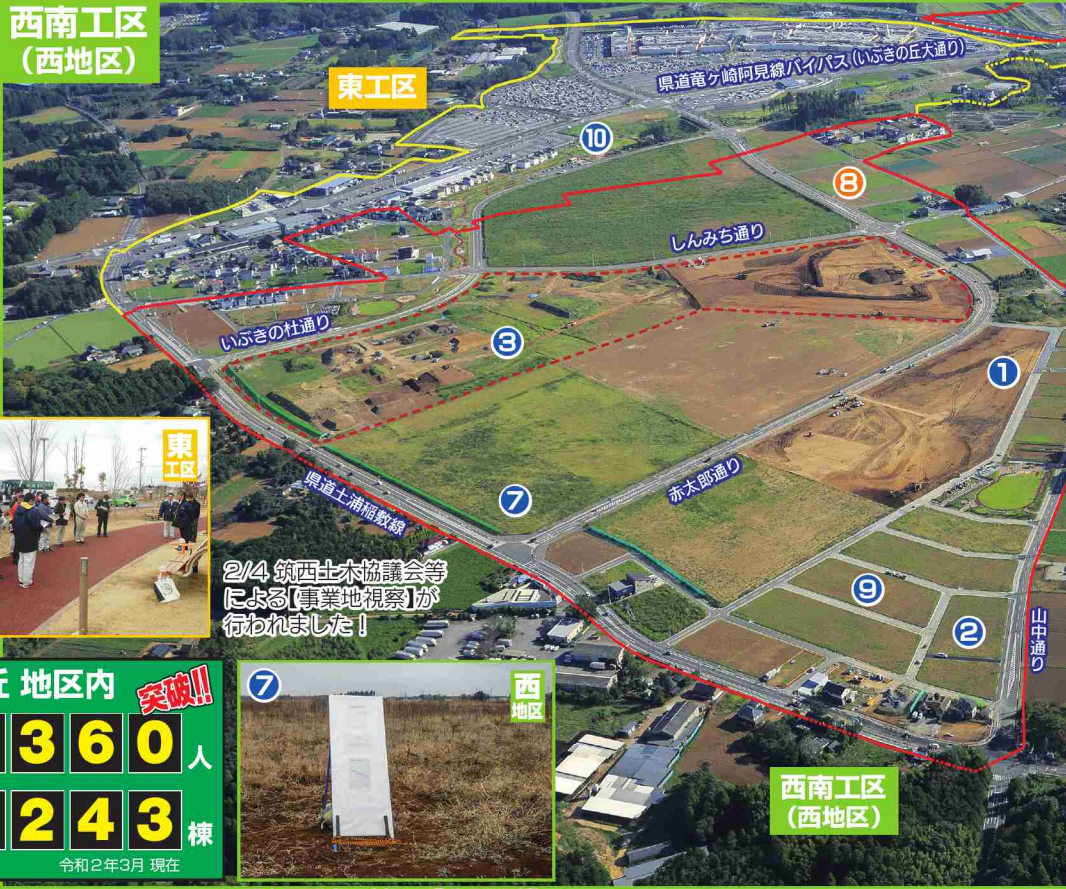 西南工区
（西地区）
東工区
県道竜ヶ崎阿見線バイパス（いぶきの丘大通り）
⑩
⑧
しんみち通り
いぶきの杜通り
③
①
県道土浦稲敷線
⑦
赤太郎通り
⑨
②
山中通り
東
工区
2/4 筑西土木協議会等
による【事業地視察】が
行われました！
丘 地区内
突破!!
360人
243棟
令和2年3月 現在
⑦
西
地区
西南工区
（西地区）